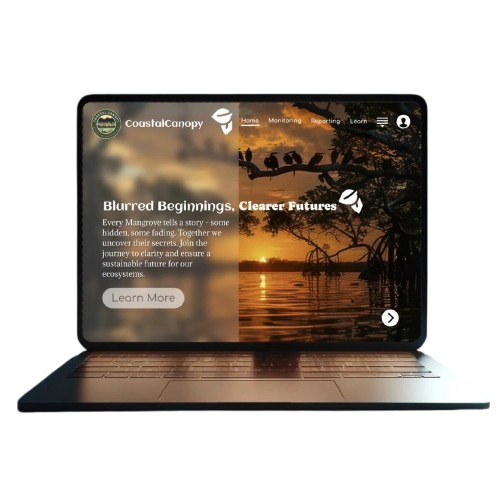 CoastalCanopy
Home Monitoring Reporting Learn
Blurred Beginnings, Clearer Futures
Every Mangrove tells a story - some
hidden, some fading. Together we
uncover their secrets. Join the
journey to clarity and ensure a
sustainable future for our
ecosystems.
Learn More